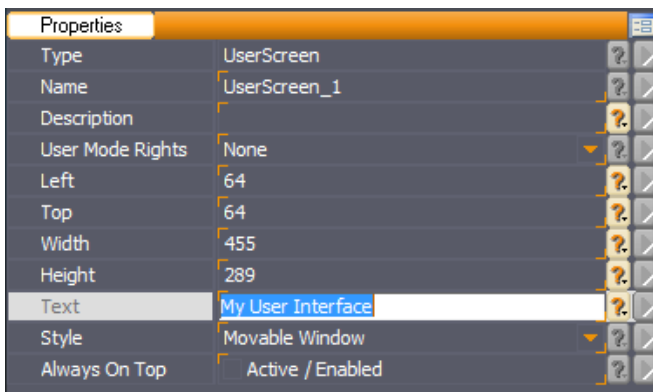 Properties
Type UserScreen
Name UserScreen_1
Description
User Mode Rights None
Left 64
Top 64
Width 455
Height 289
Text My User Interface
Style Movable Window
Always On Top Active / Enabled